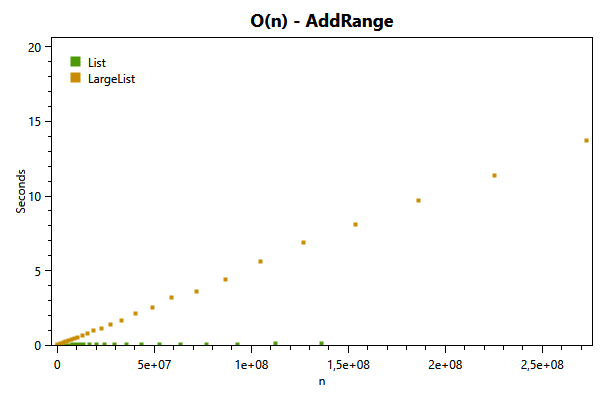 O(n) - AddRange
20
List
LargeList
15
Seconds
10
5
0
0
5e+07
1e+08
1,5e+08
2e+08
2,5e+08
n